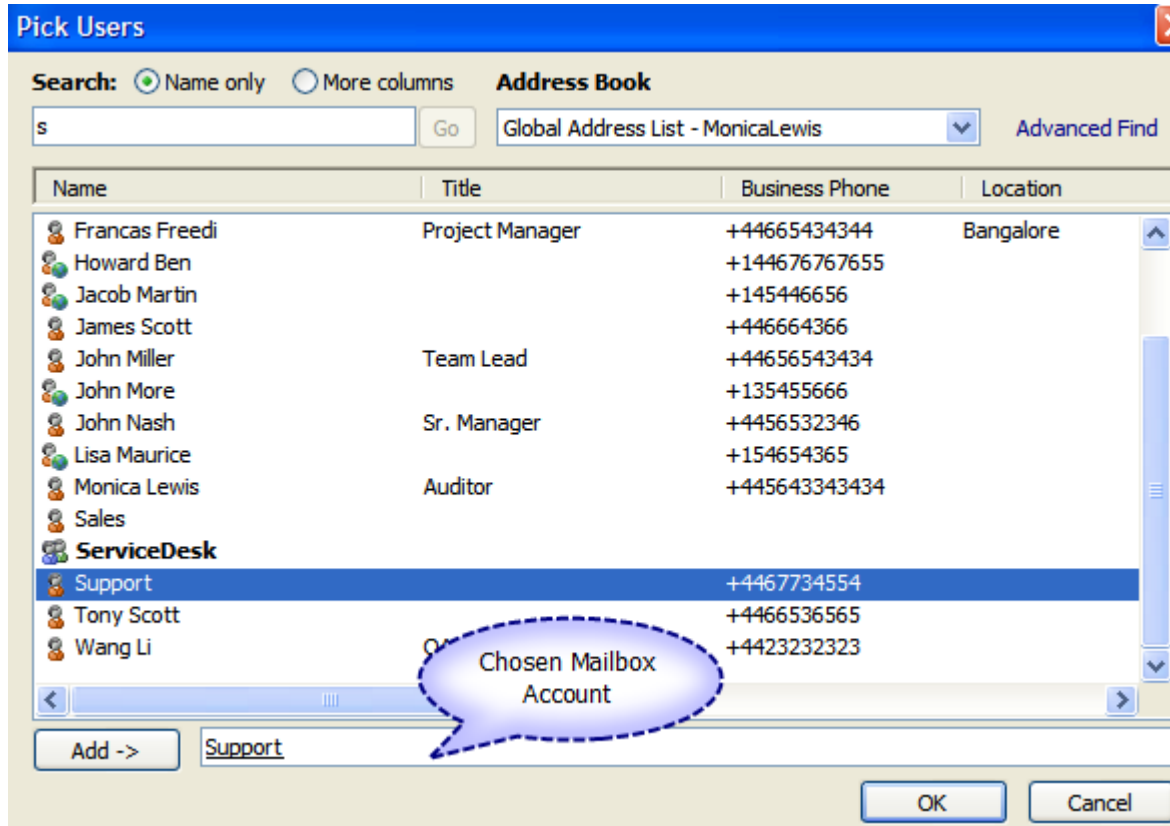 Pick Users
Search: Name only More columns Address Book
s Go Global Address List - MonicaLewis Advanced Find
Name Title Business Phone Location
Francas Freedi Project Manager +44665434344 Bangalore
Howard Ben +144676767655
Jacob Martin +145446656
James Scott +446664366
John Miller Team Lead +44656543434
John More +135455666
John Nash Sr. Manager +4456532346
Lisa Maurice +154654365
Monica Lewis Auditor +445643343434
Sales
ServiceDesk
Support +4467734554
Tony Scott +4466536565
Wang Li +4423232323
Chosen Mailbox
Account
Add -> Support
OK Cancel